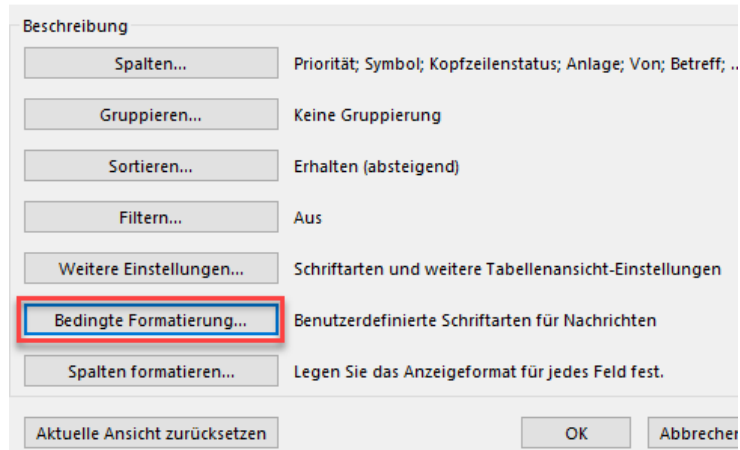 Beschreibung
Spalten... Priorität; Symbol; Kopfzeilenstatus; Anlage; Von; Betreff; ..
Gruppieren... Keine Gruppierung
Sortieren... Erhalten (absteigend)
Filtern... Aus
Weitere Einstellungen... Schriftarten und weitere Tabellenansicht-Einstellungen
Bedingte Formatierung... Benutzerdefinierte Schriftarten für Nachrichten
Spalten formatieren... Legen Sie das Anzeigeformat für jedes Feld fest.
Aktuelle Ansicht zurücksetzen OK Abbrechen